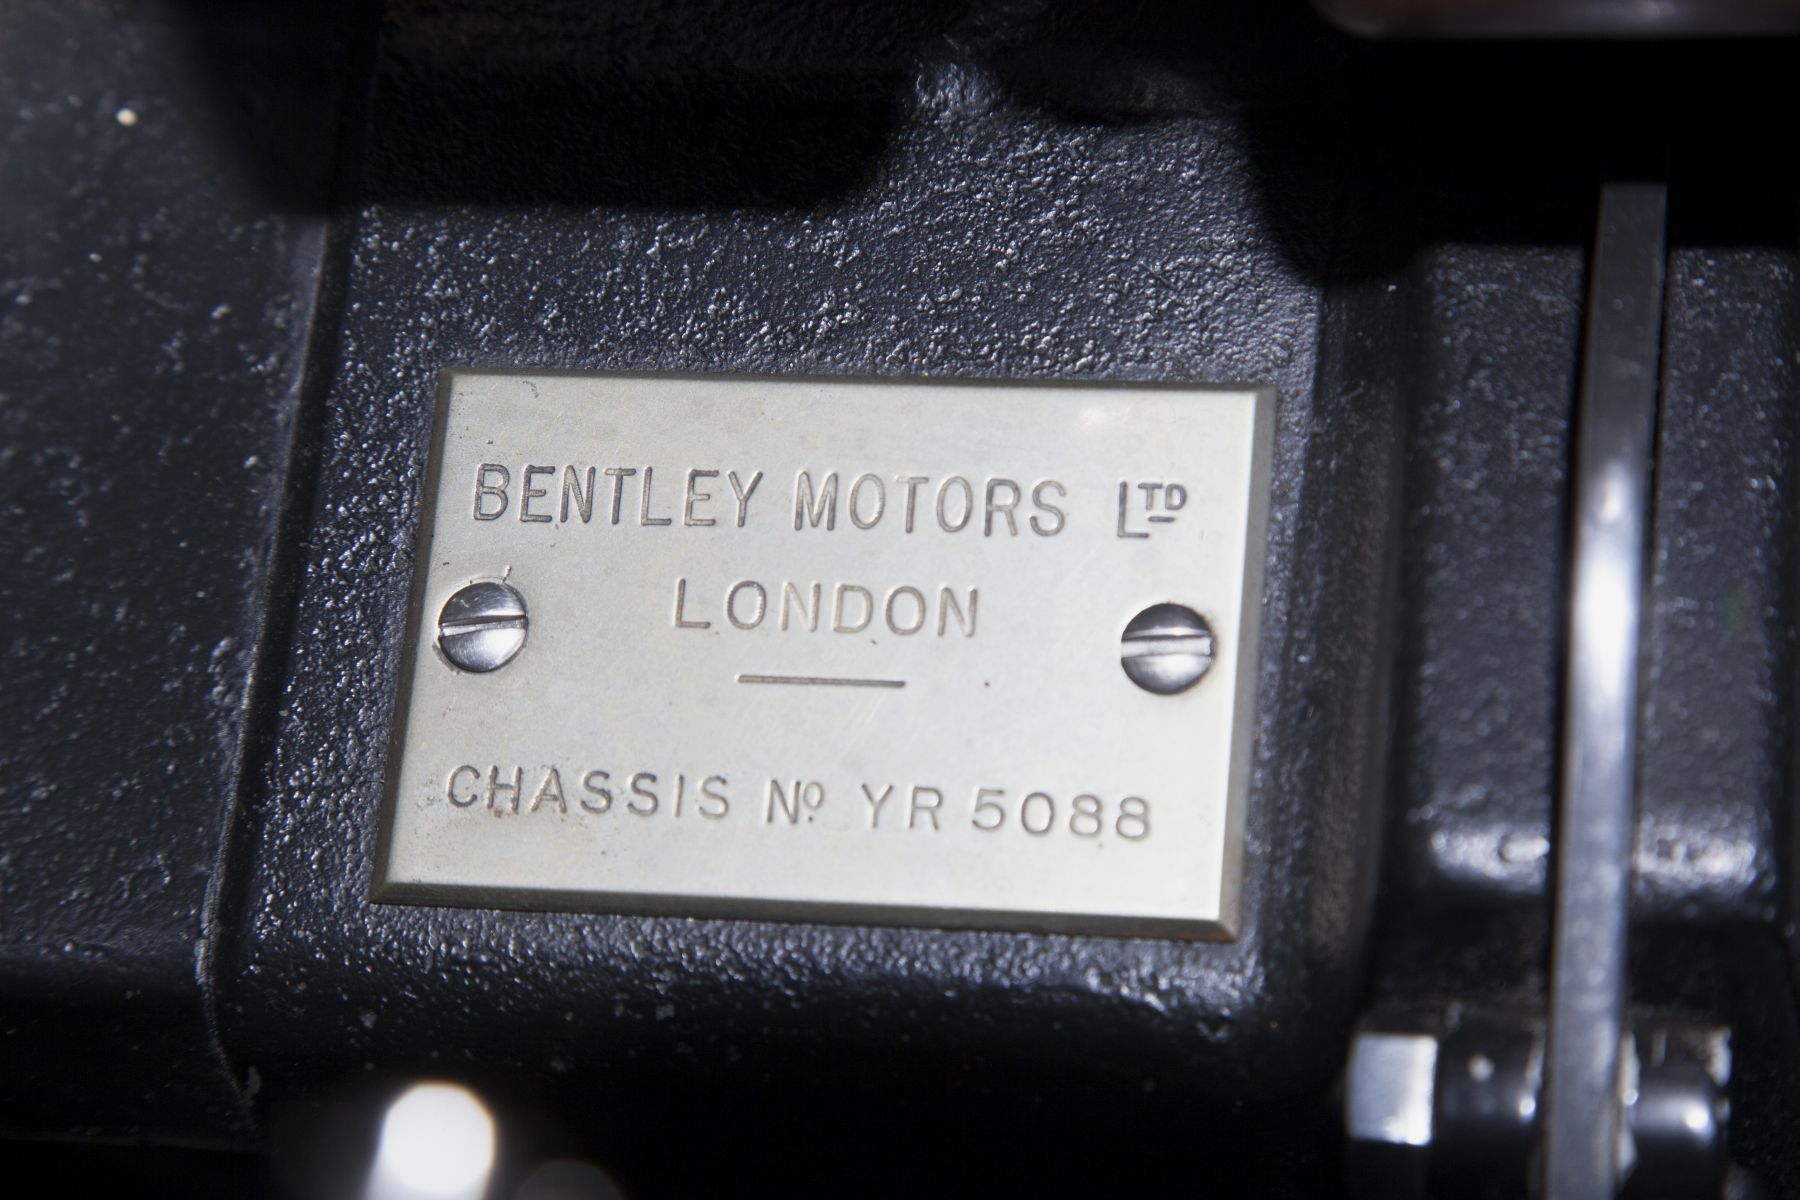 BENTLEY MOTORS LTD
LONDON
CHASSIS Nº YR 5088